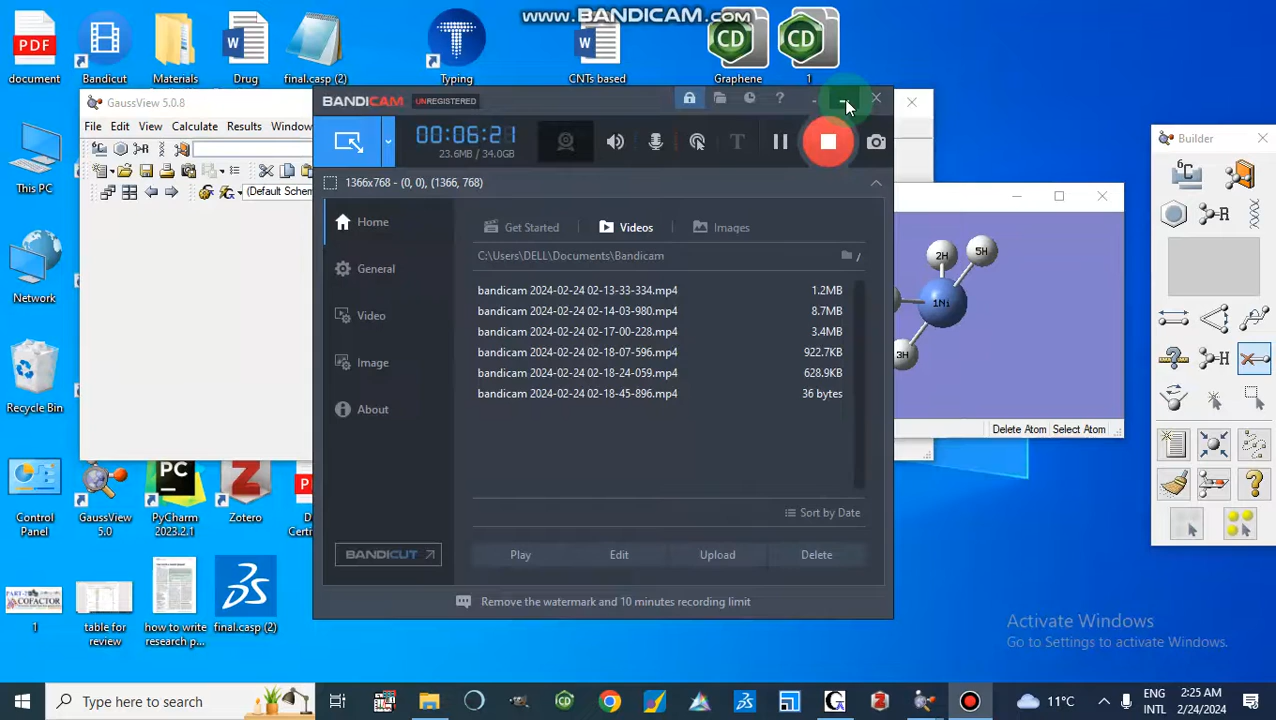 www.BANDICAM.com
PDF
document
Bandicut
Materials
Drug
final.casp (2)
Typing
CNTs based
Graphene
1
GaussView 5.0.8
File
Edit
Calculate
Results
Window
(Default Schem
BANDICAM
UNREGISTERED
00:06:21
23.6MB / 34.0GB
1366x768 - (0, 0), (1366, 768)
Home
General
Video
Image
About
BANDICUT
Get Started
Videos
Images
C:\Users\DELL\Documents\Bandicam
bandicam 2024-02-24 02-13-33-334.mp4 1.2MB
bandicam 2024-02-24 02-14-03-980.mp4 8.7MB
bandicam 2024-02-24 02-17-00-228.mp4 3.4MB
bandicam 2024-02-24 02-18-07-596.mp4 922.7KB
bandicam 2024-02-24 02-18-24-059.mp4 628.9KB
bandicam 2024-02-24 02-18-45-896.mp4 36 bytes
Sort by Date
Play
Edit
Upload
Delete
Remove the watermark and 10 minutes recording limit
2H
5H
1Ni
3H
Delete Atom
Select Atom
Builder
6C
R
H
This PC
Network
Recycle Bin
Control
Panel
GaussView
5.0
PC
PyCharm
2023.2.1
Zotero
1
PART-2
COFACTOR
table for
review
how to write
research p...
final.casp (2)
Activate Windows
Go to Settings to activate Windows.
Type here to search
11°C
ENG
INTL
2:25 AM
2/24/2024